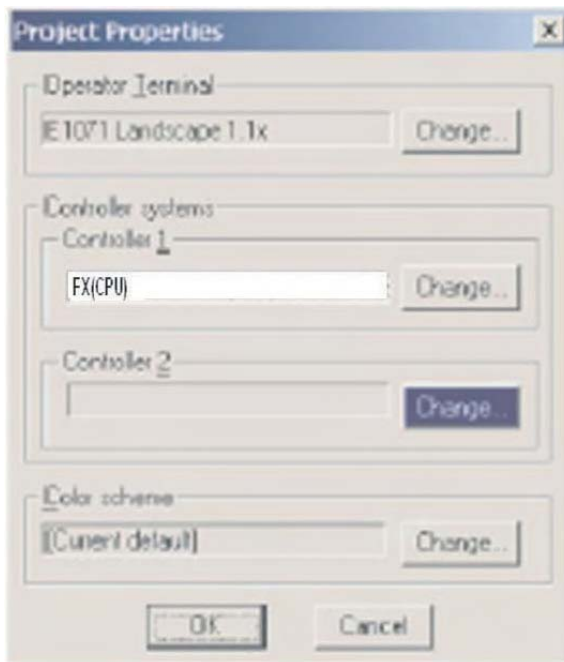 Project Properties
Operator Terminal
E1071 Landscape 1.1x
Change...
Controller systems
Controller 1
FX(CPU)
Change...
Controller 2
Change...
Color scheme
[Current default]
Change...
OK
Cancel